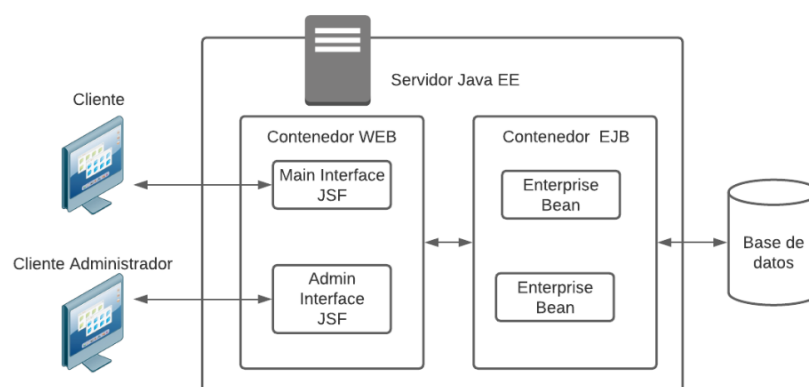 Servidor Java EE
Cliente
Contenedor WEB
Contenedor EJB
Main Interface
JSF
Enterprise
Bean
Base de
datos
Cliente Administrador
Admin
Interface
JSF
Enterprise
Bean